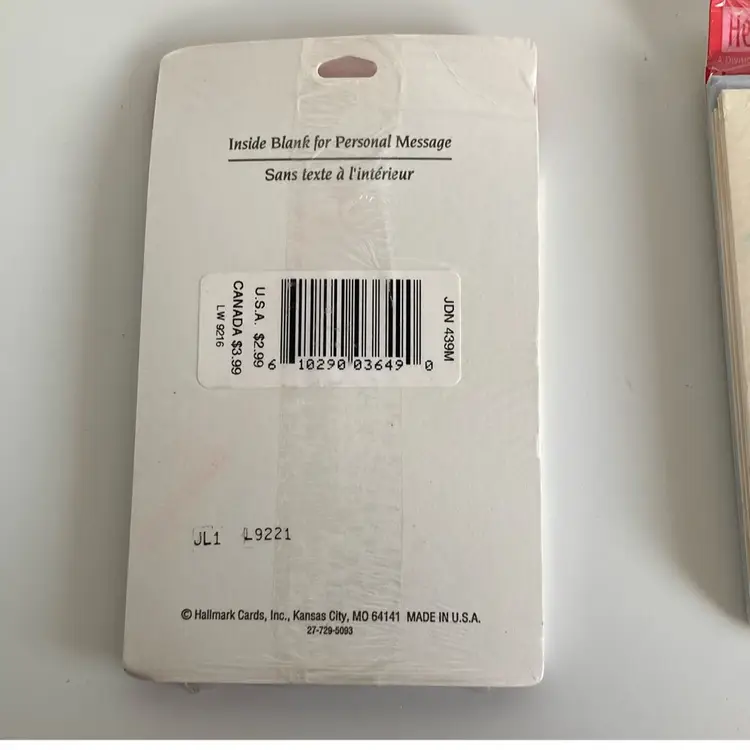 Inside Blank for Personal Message
Sans texte à l'intérieur
U.S.A. $2.99
CANADA $3.99
LW 9216
JDN 439M
6 10290 03649 0
JL1 L9221
© Hallmark Cards, Inc., Kansas City, MO 64141 MADE IN U.S.A.
27-729-5093
He